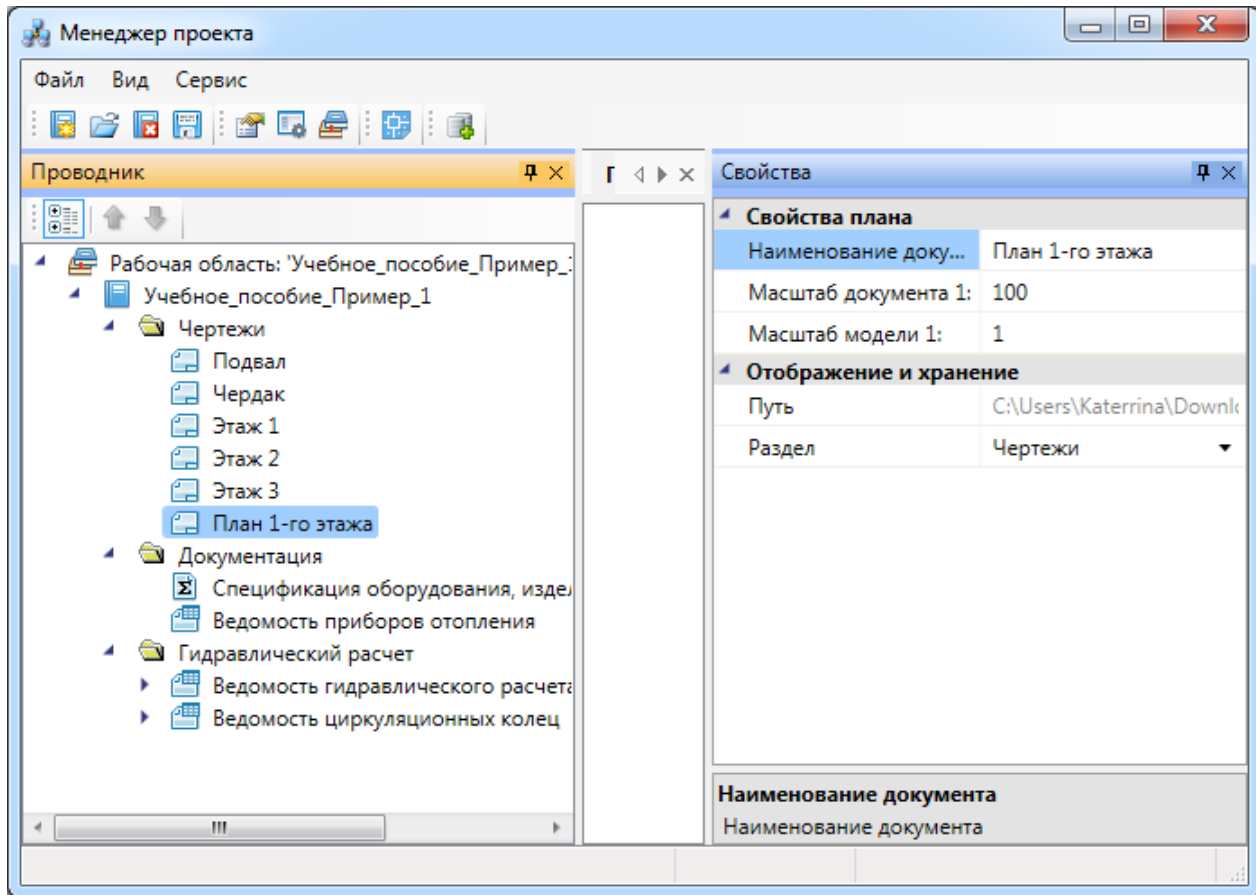 Менеджер проекта
Файл Вид Сервис
Проводник
Рабочая область: 'Учебное_пособие_Пример_
Учебное_пособие_Пример_1
Чертежи
Подвал
Чердак
Этаж 1
Этаж 2
Этаж 3
План 1-го этажа
Документация
Спецификация оборудования, издел
Ведомость приборов отопления
Гидравлический расчет
Ведомость гидравлического расчета
Ведомость циркуляционных колец
Свойства
Свойства плана
Наименование доку... План 1-го этажа
Масштаб документа 1: 100
Масштаб модели 1: 1
Отображение и хранение
Путь C:\Users\Katerrina\Downlo
Раздел Чертежи
Наименование документа
Наименование документа